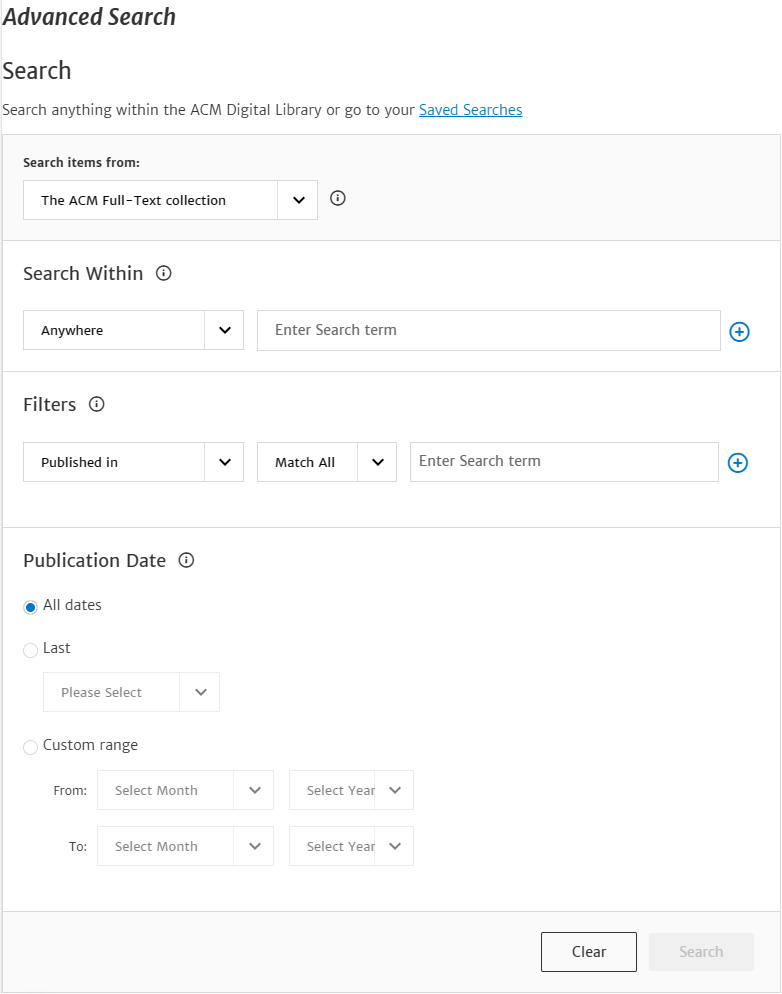 Advanced Search
Search
Search anything within the ACM Digital Library or go to your Saved Searches
Search items from:
The ACM Full-Text collection
Search Within
Anywhere Enter Search term
Filters
Published in Match All Enter Search term
Publication Date
All dates
Last
Please Select
Custom range
From: Select Month Select Year
To: Select Month Select Year
Clear Search